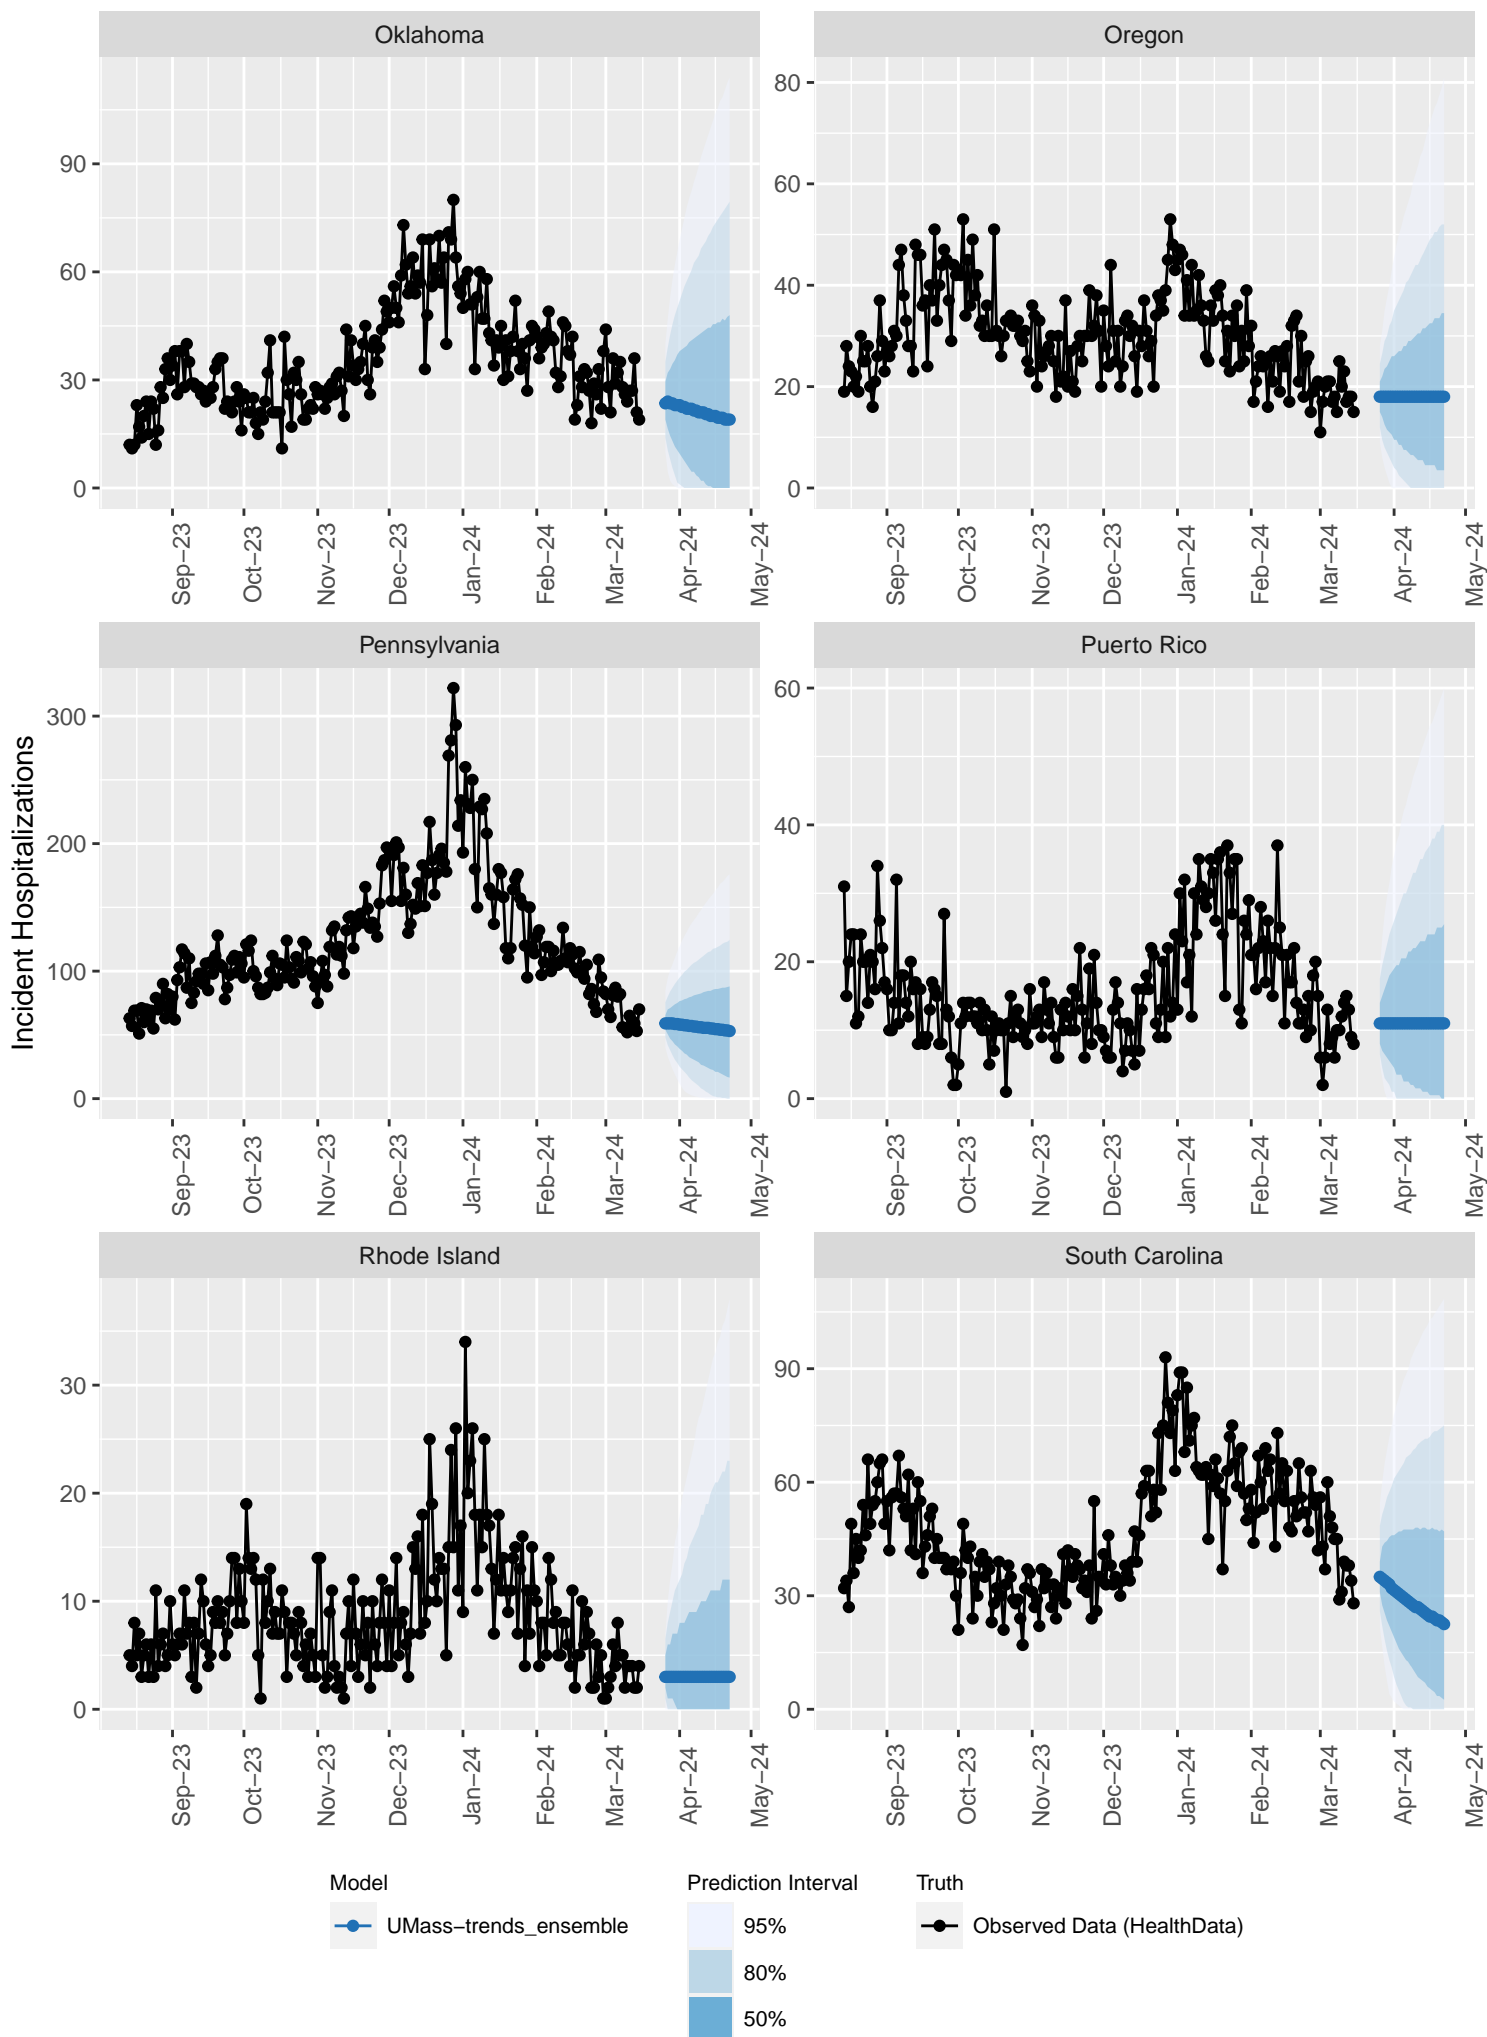 Oklahoma
Oregon
90
60
30
0
80
60
40
20
0
Sep−23
Oct−23
Nov−23
Dec−23
Jan−24
Feb−24
Mar−24
Apr−24
May−24
Sep−23
Oct−23
Nov−23
Dec−23
Jan−24
Feb−24
Mar−24
Apr−24
May−24
Pennsylvania
Puerto Rico
Incident Hospitalizations
300
200
100
0
60
40
20
0
Sep−23
Oct−23
Nov−23
Dec−23
Jan−24
Feb−24
Mar−24
Apr−24
May−24
Sep−23
Oct−23
Nov−23
Dec−23
Jan−24
Feb−24
Mar−24
Apr−24
May−24
Rhode Island
South Carolina
30
20
10
0
90
60
30
0
Sep−23
Oct−23
Nov−23
Dec−23
Jan−24
Feb−24
Mar−24
Apr−24
May−24
Sep−23
Oct−23
Nov−23
Dec−23
Jan−24
Feb−24
Mar−24
Apr−24
May−24
Model
UMass−trends_ensemble
Prediction Interval
95%
80%
50%
Truth
Observed Data (HealthData)